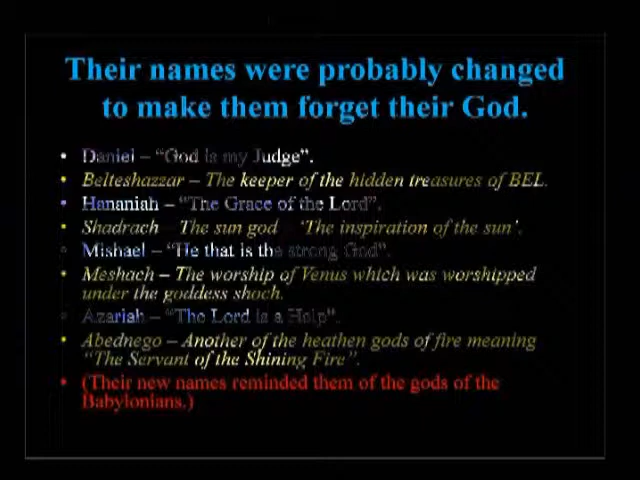 Their names were probably changed
to make them forget their God.
• Daniel – “God is my Judge”.
• Belteshazzar – The keeper of the hidden treasures of BEL.
• Hananiah – “The Grace of the Lord”.
• Shadrach – The sun god ‘The inspiration of the sun’.
• Mishael – “He that is the strong God”.
• Meshach – The worship of Venus which was worshipped
under the goddess shoch.
• Azariah – “The Lord is a Help”.
• Abednego – Another of the heathen gods of fire meaning
“The Servant of the Shining Fire”.
• (Their new names reminded them of the gods of the
Babylonians.)